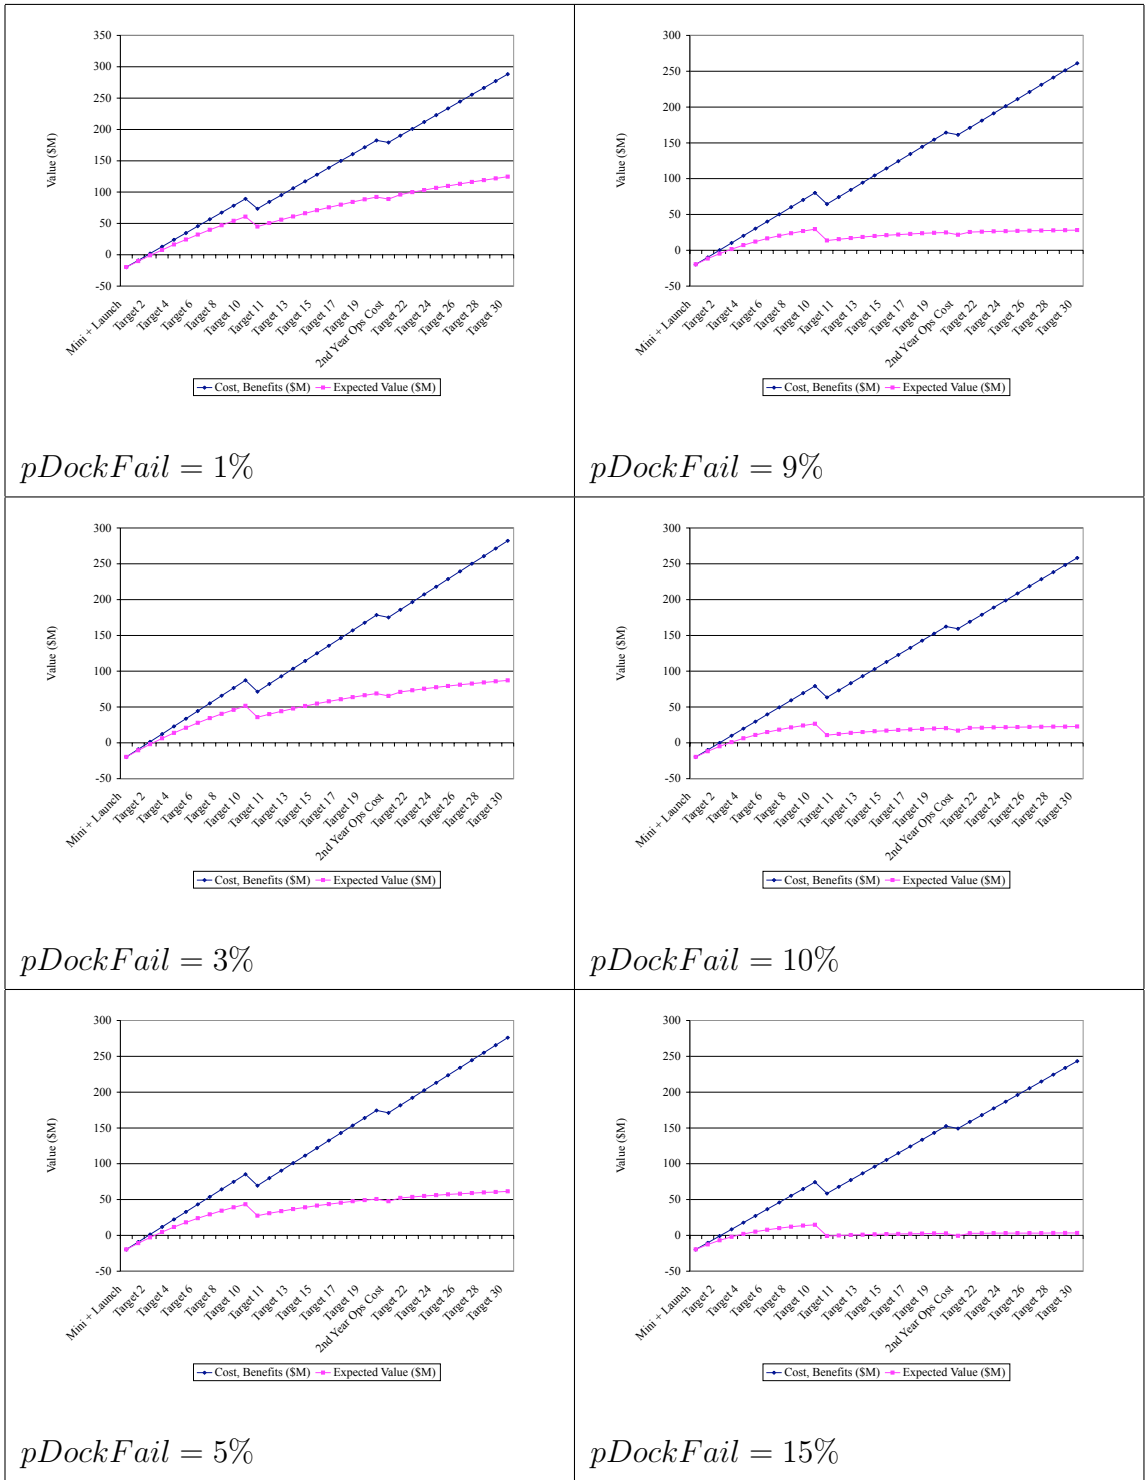 350
300
250
200
150
100
50
0
-50
Value ($M)
Mini + Launch
Target 2
Target 4
Target 6
Target 8
Target 10
Target 11
Target 13
Target 15
Target 17
Target 19
2nd Year Ops Cost
Target 22
Target 24
Target 26
Target 28
Target 30
Cost, Benefits ($M) Expected Value ($M)
pDockFail = 1%
300
250
200
150
100
50
0
-50
Value ($M)
Mini + Launch
Target 2
Target 4
Target 6
Target 8
Target 10
Target 11
Target 13
Target 15
Target 17
Target 19
2nd Year Ops Cost
Target 22
Target 24
Target 26
Target 28
Target 30
Cost, Benefits ($M) Expected Value ($M)
pDockFail = 9%
300
250
200
150
100
50
0
-50
Value ($M)
Mini + Launch
Target 2
Target 4
Target 6
Target 8
Target 10
Target 11
Target 13
Target 15
Target 17
Target 19
2nd Year Ops Cost
Target 22
Target 24
Target 26
Target 28
Target 30
Cost, Benefits ($M) Expected Value ($M)
pDockFail = 3%
300
250
200
150
100
50
0
-50
Value ($M)
Mini + Launch
Target 2
Target 4
Target 6
Target 8
Target 10
Target 11
Target 13
Target 15
Target 17
Target 19
2nd Year Ops Cost
Target 22
Target 24
Target 26
Target 28
Target 30
Cost, Benefits ($M) Expected Value ($M)
pDockFail = 10%
300
250
200
150
100
50
0
-50
Value ($M)
Mini + Launch
Target 2
Target 4
Target 6
Target 8
Target 10
Target 11
Target 13
Target 15
Target 17
Target 19
2nd Year Ops Cost
Target 22
Target 24
Target 26
Target 28
Target 30
Cost, Benefits ($M) Expected Value ($M)
pDockFail = 5%
300
250
200
150
100
50
0
-50
Value ($M)
Mini + Launch
Target 2
Target 4
Target 6
Target 8
Target 10
Target 11
Target 13
Target 15
Target 17
Target 19
2nd Year Ops Cost
Target 22
Target 24
Target 26
Target 28
Target 30
Cost, Benefits ($M) Expected Value ($M)
pDockFail = 15%